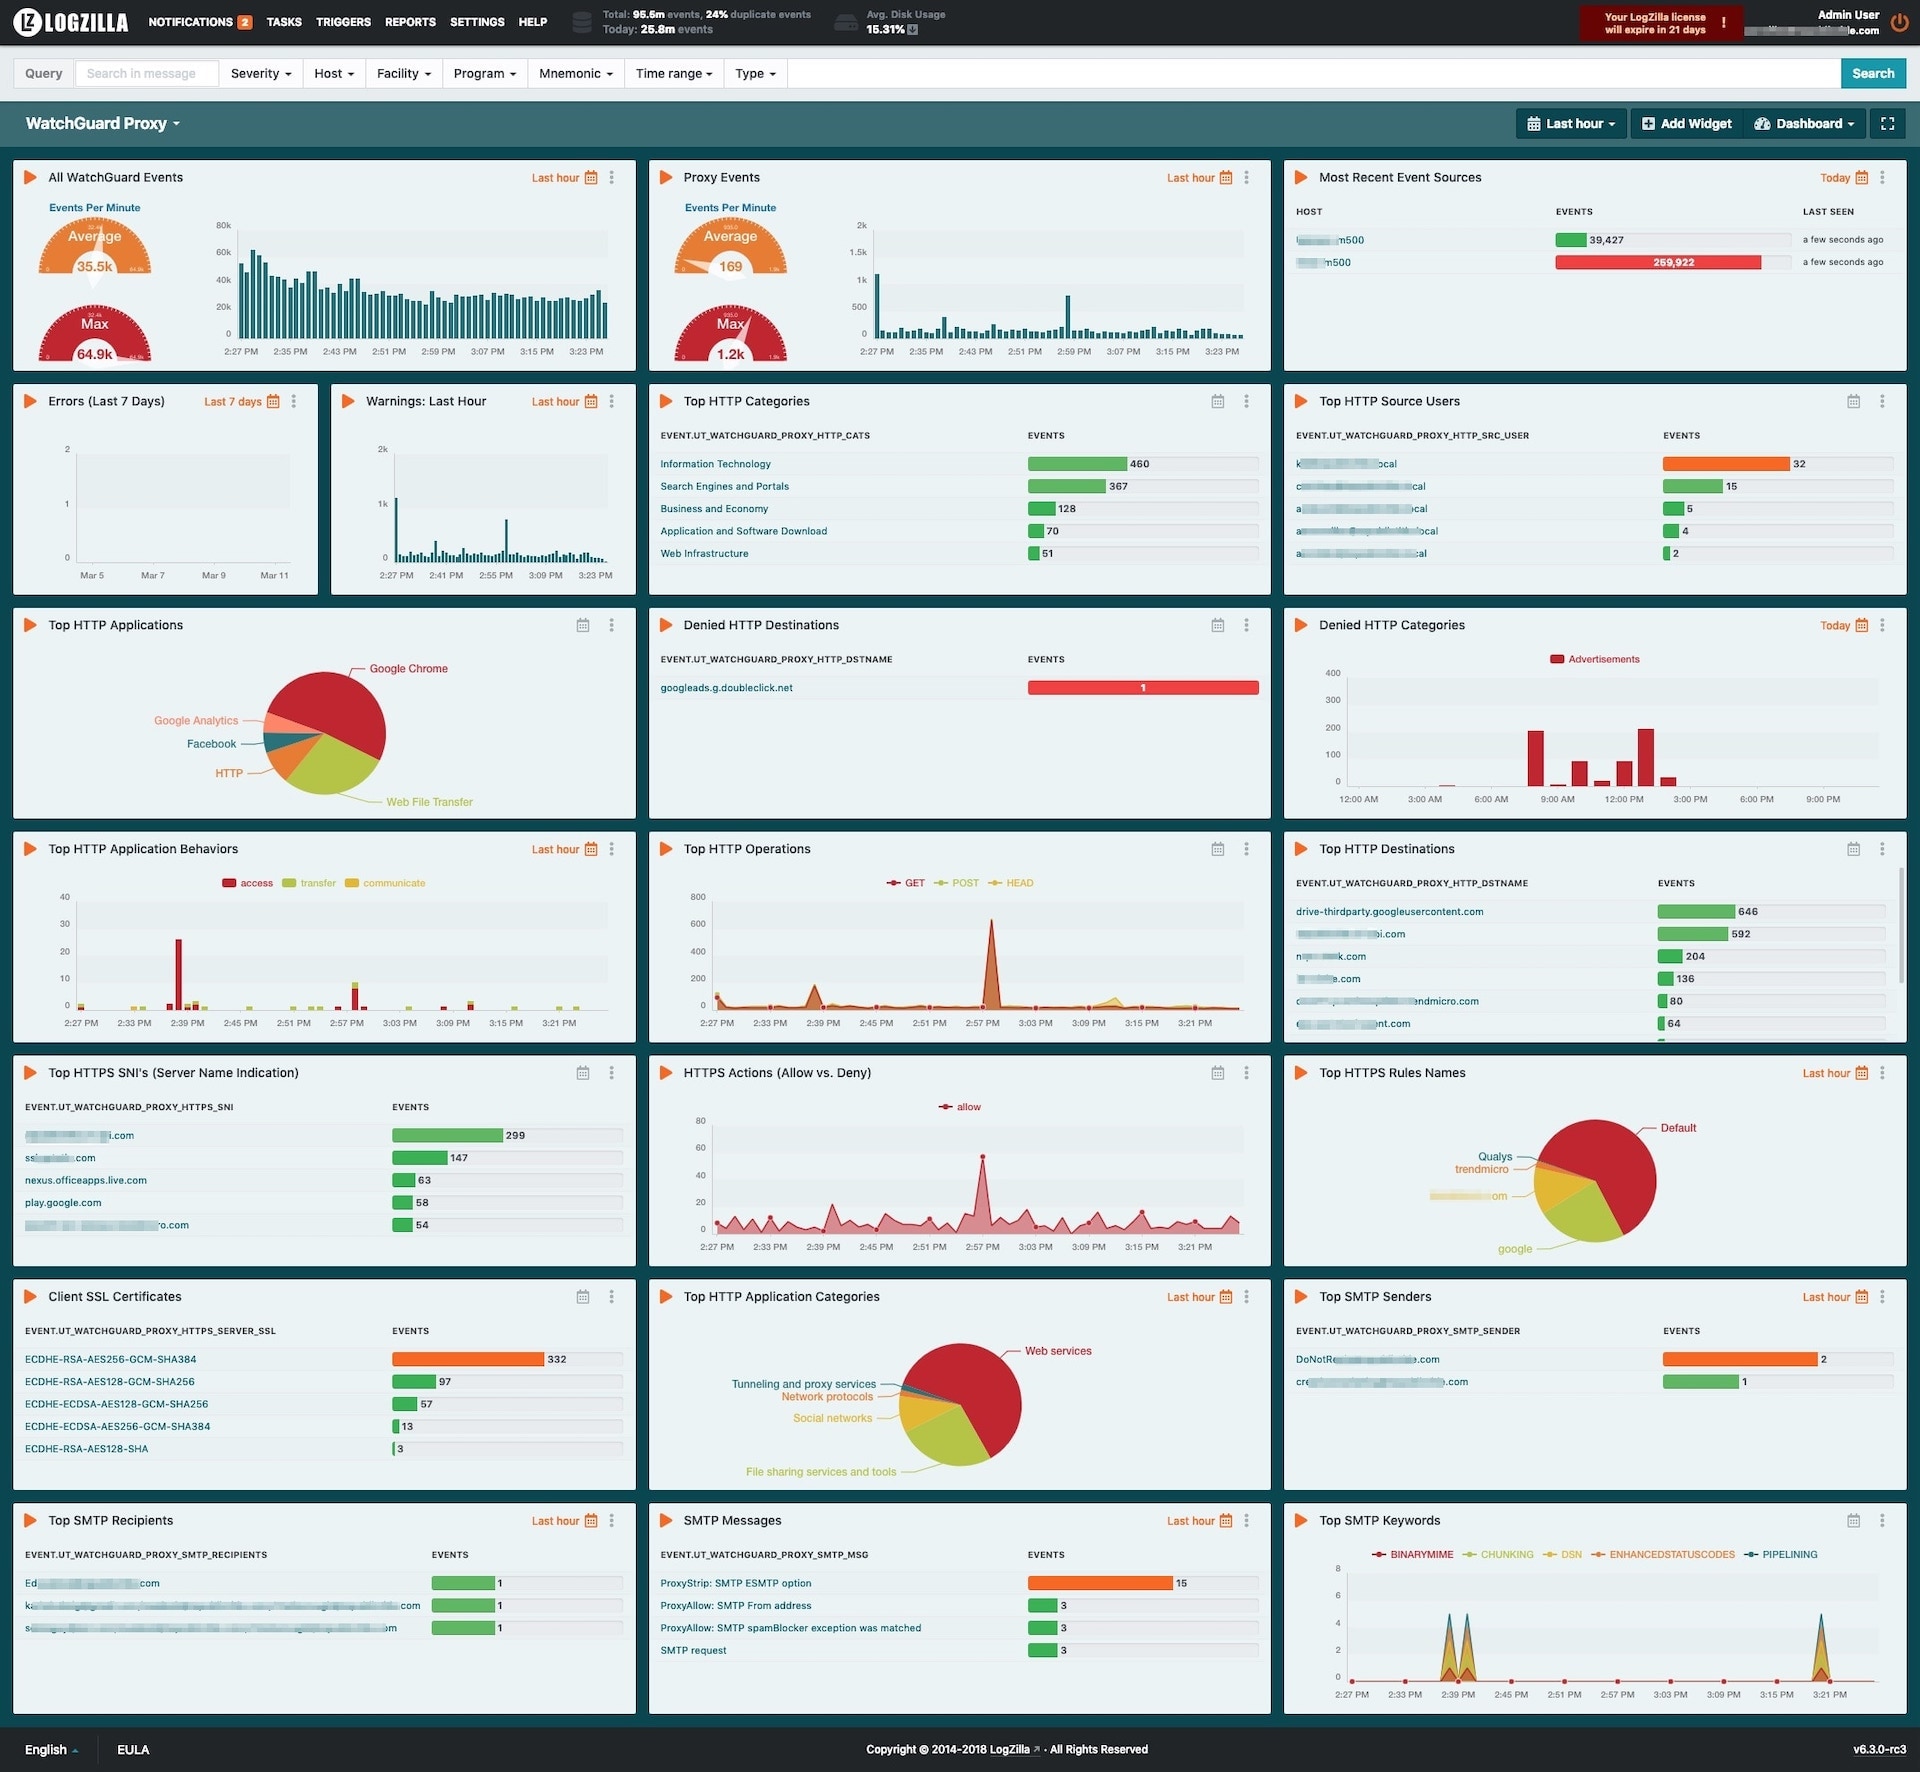 LOGZILLA
NOTIFICATIONS 2 TASKS TRIGGERS REPORTS SETTINGS HELP
Total: 95.5m events, 24% duplicate events
Today: 25.8m events
Avg. Disk Usage
15.31%
Your LogZilla license
will expire in 21 days !
Admin User
le.com
Query Search in message Severity Host Facility Program Mnemonic Time range Type Search
WatchGuard Proxy Last hour Add Widget Dashboard
All WatchGuard Events Last hour
Events Per Minute
Average
35.5k
Max
64.9k
80k
60k
40k
20k
0
2:27 PM 2:35 PM 2:43 PM 2:51 PM 2:59 PM 3:07 PM 3:15 PM 3:23 PM
Proxy Events Last hour
Events Per Minute
Average
169
Max
1.2k
2k
1.5k
1k
500
0
2:27 PM 2:35 PM 2:43 PM 2:51 PM 2:59 PM 3:07 PM 3:15 PM 3:23 PM
Most Recent Event Sources Today
HOST EVENTS LAST SEEN
m500 39,427 a few seconds ago
m500 259,922 a few seconds ago
Errors (Last 7 Days) Last 7 days
2
1
0
Mar 5 Mar 7 Mar 9 Mar 11
Warnings: Last Hour Last hour
2k
1k
0
2:27 PM 2:41 PM 2:55 PM 3:09 PM 3:23 PM
Top HTTP Categories
EVENT.UT_WATCHGUARD_PROXY_HTTP_CATS EVENTS
Information Technology 460
Search Engines and Portals 367
Business and Economy 128
Application and Software Download 70
Web Infrastructure 51
Top HTTP Source Users
EVENT.UT_WATCHGUARD_PROXY_HTTP_SRC_USER EVENTS
ocal 32
cal 15
cal 5
local 4
cal 2
Top HTTP Applications
Google Chrome
Google Analytics
Facebook
HTTP
Web File Transfer
Denied HTTP Destinations
EVENT.UT_WATCHGUARD_PROXY_HTTP_DSTNAME EVENTS
googleads.g.doubleclick.net 1
Denied HTTP Categories Today
Advertisements
400
300
200
100
0
12:00 AM 3:00 AM 6:00 AM 9:00 AM 12:00 PM 3:00 PM 6:00 PM 9:00 PM
Top HTTP Application Behaviors Last hour
access transfer communicate
40
30
20
10
0
2:27 PM 2:33 PM 2:39 PM 2:45 PM 2:51 PM 2:57 PM 3:03 PM 3:09 PM 3:15 PM 3:21 PM
Top HTTP Operations
GET POST HEAD
800
600
400
200
0
2:27 PM 2:33 PM 2:39 PM 2:45 PM 2:51 PM 2:57 PM 3:03 PM 3:09 PM 3:15 PM 3:21 PM
Top HTTP Destinations
EVENT.UT_WATCHGUARD_PROXY_HTTP_DSTNAME EVENTS
drive-thirdparty.googleusercontent.com 646
pi.com 592
k.com 204
e.com 136
endmicro.com 80
nt.com 64
Top HTTPS SNI's (Server Name Indication)
EVENT.UT_WATCHGUARD_PROXY_HTTPS_SNI EVENTS
i.com 299
.com 147
nexus.officeapps.live.com 63
play.google.com 58
ro.com 54
HTTPS Actions (Allow vs. Deny)
allow
80
60
40
20
0
2:27 PM 2:33 PM 2:39 PM 2:45 PM 2:51 PM 2:57 PM 3:03 PM 3:09 PM 3:15 PM 3:21 PM
Top HTTPS Rules Names Last hour
Default
Qualys
trendmicro
om
google
Client SSL Certificates
EVENT.UT_WATCHGUARD_PROXY_HTTPS_SERVER_SSL EVENTS
ECDHE-RSA-AES256-GCM-SHA384 332
ECDHE-RSA-AES128-GCM-SHA256 97
ECDHE-ECDSA-AES128-GCM-SHA256 57
ECDHE-ECDSA-AES256-GCM-SHA384 13
ECDHE-RSA-AES128-SHA 3
Top HTTP Application Categories Last hour
Web services
Tunneling and proxy services
Network protocols
Social networks
File sharing services and tools
Top SMTP Senders Last hour
EVENT.UT_WATCHGUARD_PROXY_SMTP_SENDER EVENTS
DoNotRe .com 2
cre .com 1
Top SMTP Recipients Last hour
EVENT.UT_WATCHGUARD_PROXY_SMTP_RECIPIENTS EVENTS
Ed com 1
com 1
om 1
SMTP Messages Last hour
EVENT.UT_WATCHGUARD_PROXY_SMTP_MSG EVENTS
ProxyStrip: SMTP ESMTP option 15
ProxyAllow: SMTP From address 3
ProxyAllow: SMTP spamBlocker exception was matched 3
SMTP request 3
Top SMTP Keywords
BINARYMIME CHUNKING DSN ENHANCEDSTATUSCODES PIPELINING
8
6
4
2
0
2:27 PM 2:33 PM 2:39 PM 2:45 PM 2:51 PM 2:57 PM 3:03 PM 3:09 PM 3:15 PM 3:21 PM
English EULA Copyright © 2014-2018 LogZilla · All Rights Reserved v6.3.0-rc3